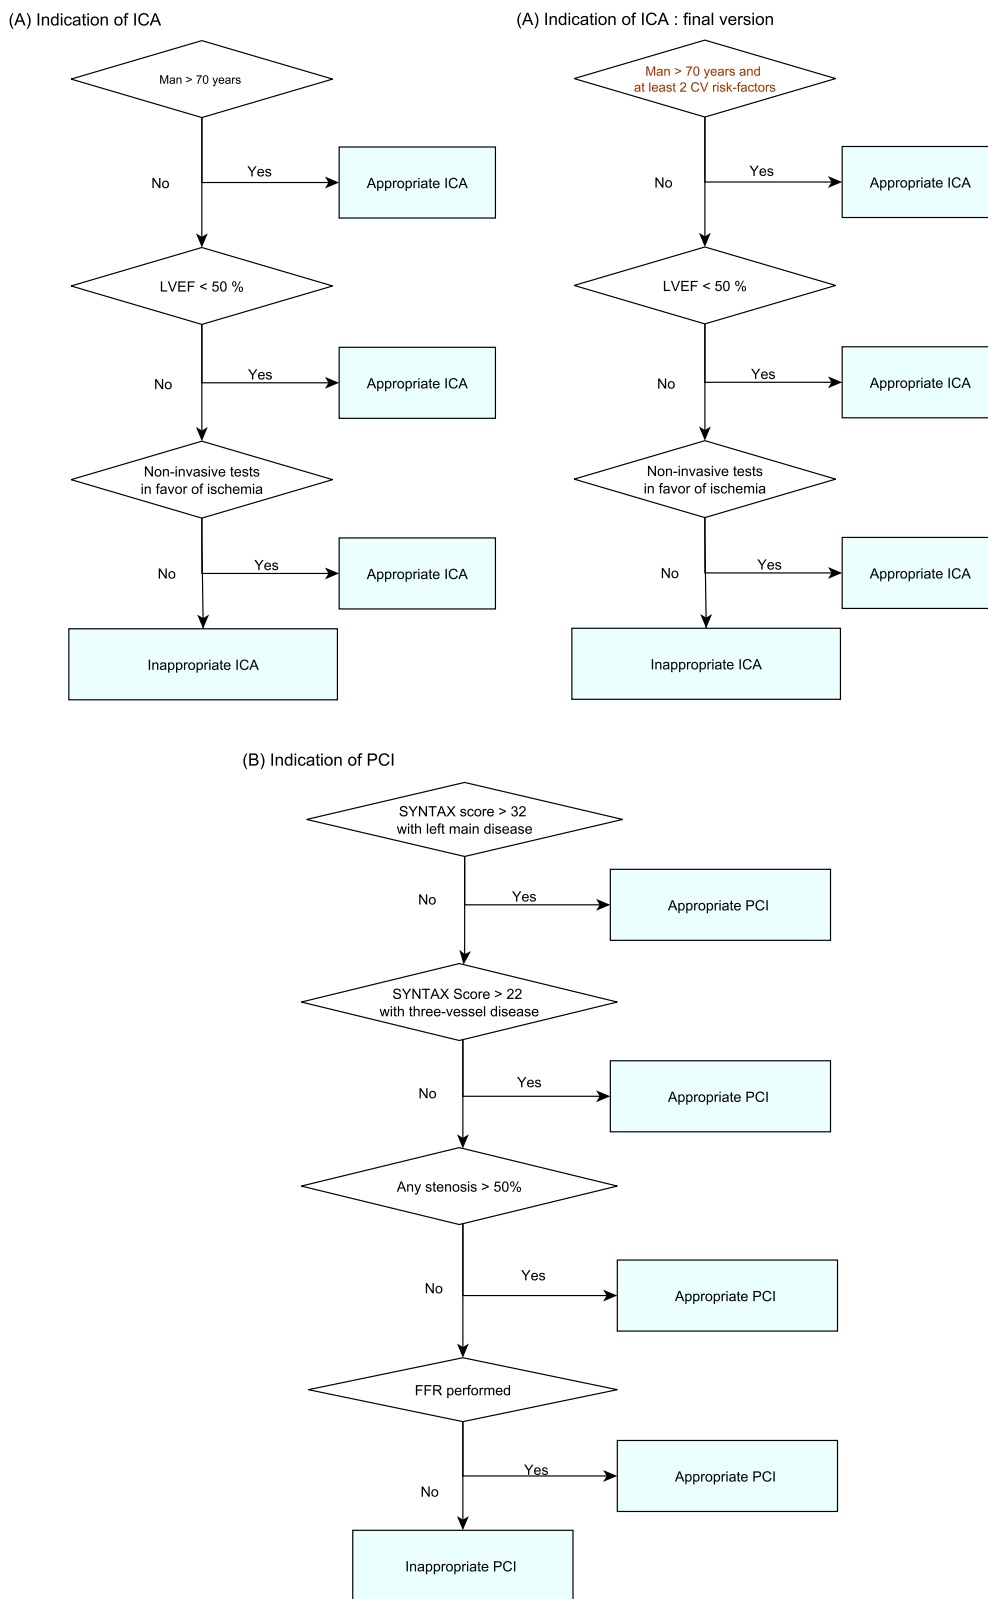 (A) Indication of ICA
Man > 70 years
Yes
No
Appropriate ICA
LVEF < 50 %
Yes
No
Appropriate ICA
Non-invasive tests
in favor of ischemia
Yes
No
Appropriate ICA
Inappropriate ICA
(A) Indication of ICA : final version
Man > 70 years and
at least 2 CV risk-factors
Yes
No
Appropriate ICA
LVEF < 50 %
Yes
No
Appropriate ICA
Non-invasive tests
in favor of ischemia
Yes
No
Appropriate ICA
Inappropriate ICA
(B) Indication of PCI
SYNTAX score > 32
with left main disease
Yes
No
Appropriate PCI
SYNTAX Score > 22
with three-vessel disease
Yes
No
Appropriate PCI
Any stenosis > 50%
Yes
No
Appropriate PCI
FFR performed
Yes
No
Appropriate PCI
Inappropriate PCI